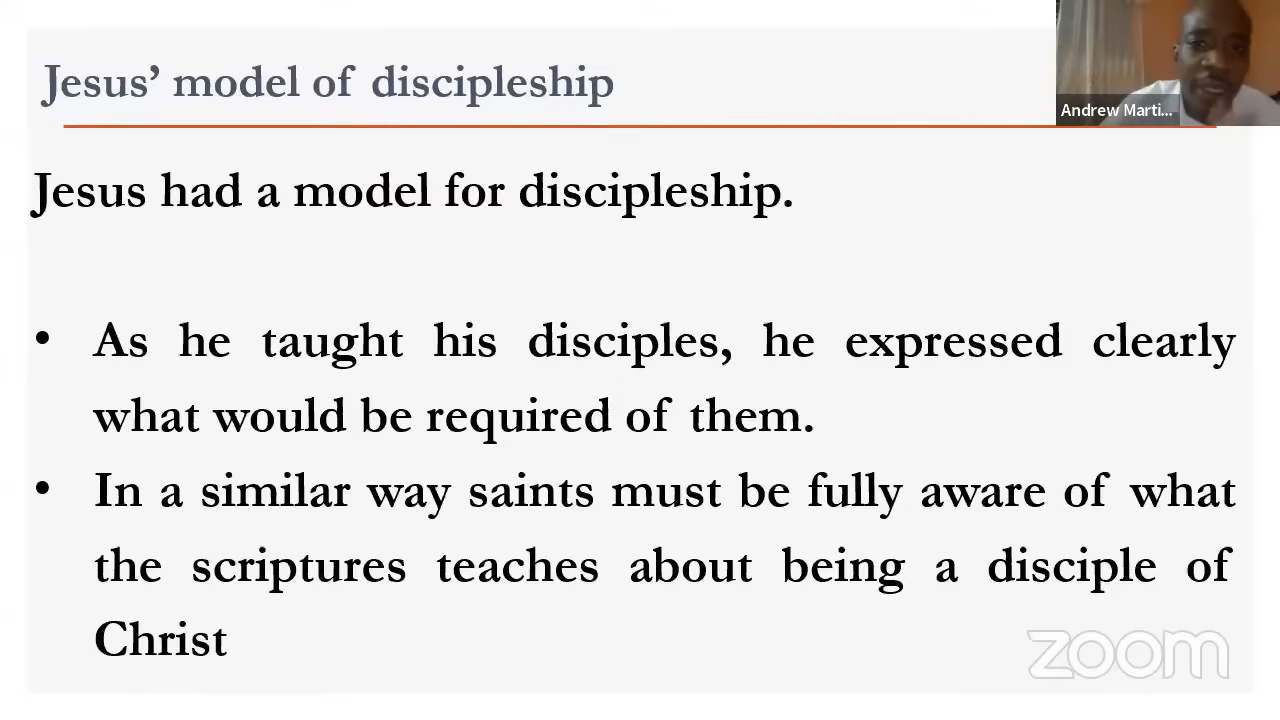 Jesus’ model of discipleship
Andrew Marti...
Jesus had a model for discipleship.
• As he taught his disciples, he expressed clearly
what would be required of them.
• In a similar way saints must be fully aware of what
the scriptures teaches about being a disciple of
Christ
zoom